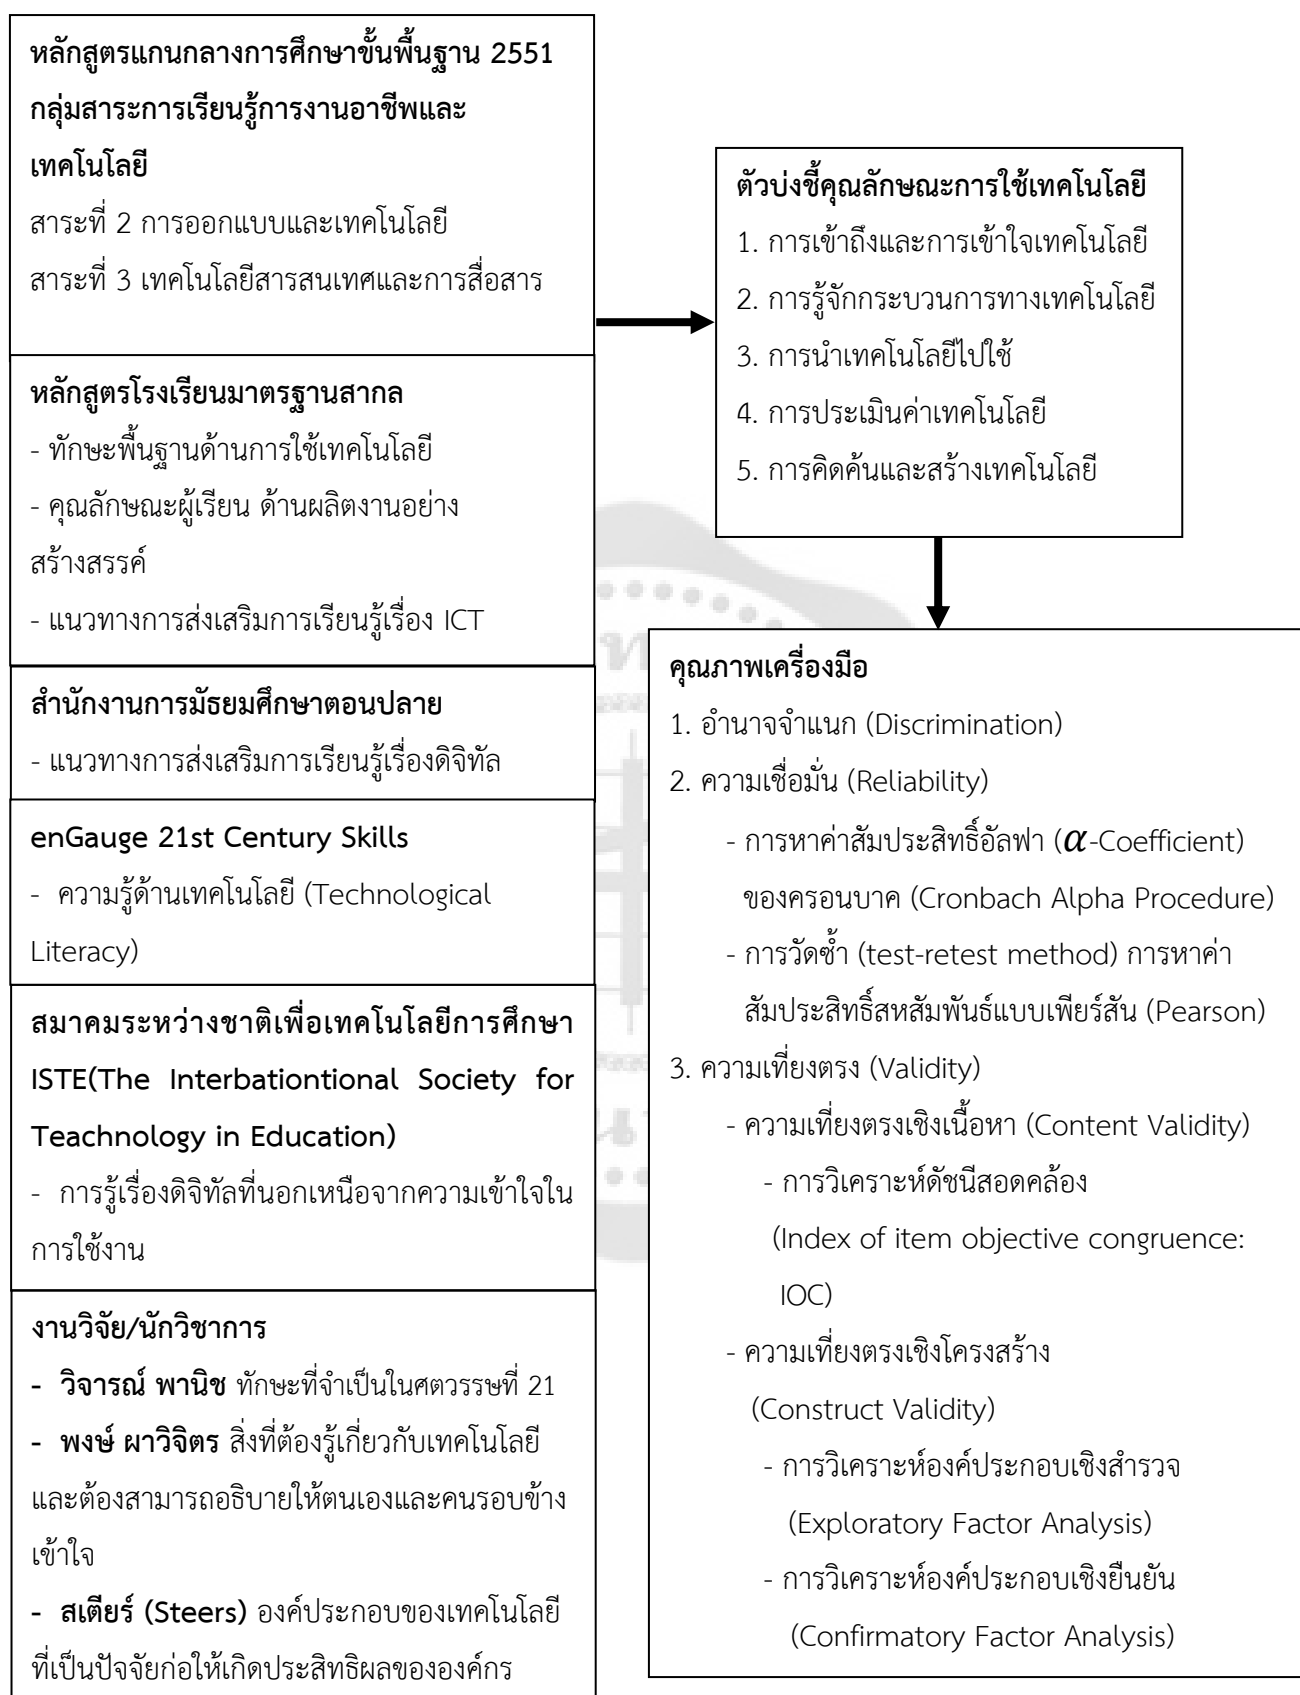 หลักสูตรแกนกลางการศึกษาขั้นพื้นฐาน 2551
กลุ่มสาระการเรียนรู้การงานอาชีพและ
เทคโนโลยี
สาระที่ 2 การออกแบบและเทคโนโลยี
สาระที่ 3 เทคโนโลยีสารสนเทศและการสื่อสาร
หลักสูตรโรงเรียนมาตรฐานสากล
- ทักษะพื้นฐานด้านการใช้เทคโนโลยี
- คุณลักษณะผู้เรียน ด้านผลิตงานอย่าง
สร้างสรรค์
- แนวทางการส่งเสริมการเรียนรู้เรื่อง ICT
สำนักงานการมัธยมศึกษาตอนปลาย
- แนวทางการส่งเสริมการเรียนรู้เรื่องดิจิทัล
enGauge 21st Century Skills
- ความรู้ด้านเทคโนโลยี (Technological
Literacy)
สมาคมระหว่างชาติเพื่อเทคโนโลยีการศึกษา
ISTE(The Interbationtional Society for
Teachnology in Education)
- การรู้เรื่องดิจิทัลที่นอกเหนือจากความเข้าใจใน
การใช้งาน
งานวิจัย/นักวิชาการ
- วิจารณ์ พานิช ทักษะที่จำเป็นในศตวรรษที่ 21
- พงษ์ ผาวิจิตร สิ่งที่ต้องรู้เกี่ยวกับเทคโนโลยี
และต้องสามารถอธิบายให้ตนเองและคนรอบข้าง
เข้าใจ
- สเตียร์ (Steers) องค์ประกอบของเทคโนโลยี
ที่เป็นปัจจัยก่อให้เกิดประสิทธิผลขององค์กร
ตัวบ่งชี้คุณลักษณะการใช้เทคโนโลยี
1. การเข้าถึงและการเข้าใจเทคโนโลยี
2. การรู้จักกระบวนการทางเทคโนโลยี
3. การนำเทคโนโลยีไปใช้
4. การประเมินค่าเทคโนโลยี
5. การคิดค้นและสร้างเทคโนโลยี
คุณภาพเครื่องมือ
1. อำนาจจำแนก (Discrimination)
2. ความเชื่อมั่น (Reliability)
- การหาค่าสัมประสิทธิ์อัลฟา (α-Coefficient)
ของครอนบาค (Cronbach Alpha Procedure)
- การวัดซ้ำ (test-retest method) การหาค่า
สัมประสิทธิ์สหสัมพันธ์แบบเพียร์สัน (Pearson)
3. ความเที่ยงตรง (Validity)
- ความเที่ยงตรงเชิงเนื้อหา (Content Validity)
- การวิเคราะห์ดัชนีสอดคล้อง
(Index of item objective congruence:
IOC)
- ความเที่ยงตรงเชิงโครงสร้าง
(Construct Validity)
- การวิเคราะห์องค์ประกอบเชิงสำรวจ
(Exploratory Factor Analysis)
- การวิเคราะห์องค์ประกอบเชิงยืนยัน
(Confirmatory Factor Analysis)